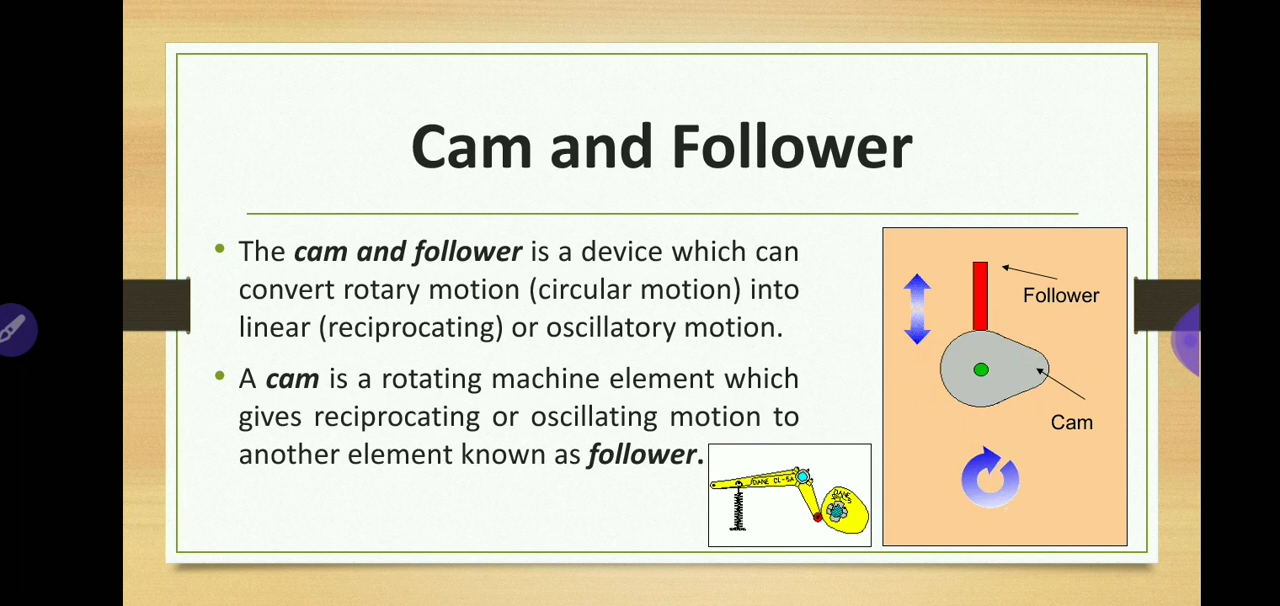 Cam and Follower
• The cam and follower is a device which can
convert rotary motion (circular motion) into
linear (reciprocating) or oscillatory motion.
• A cam is a rotating machine element which
gives reciprocating or oscillating motion to
another element known as follower.
Follower
Cam